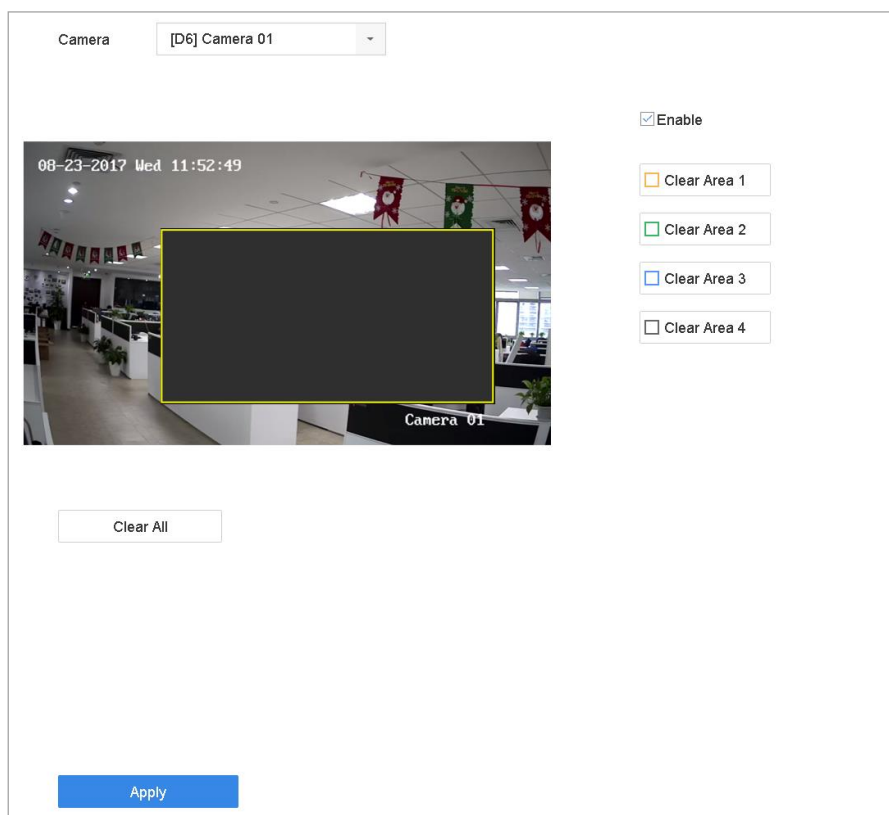 Camera
[D6] Camera 01
Enable
08-23-2017 Wed 11:52:49
Clear Area 1
Clear Area 2
Clear Area 3
Clear Area 4
Camera 01
Clear All
Apply